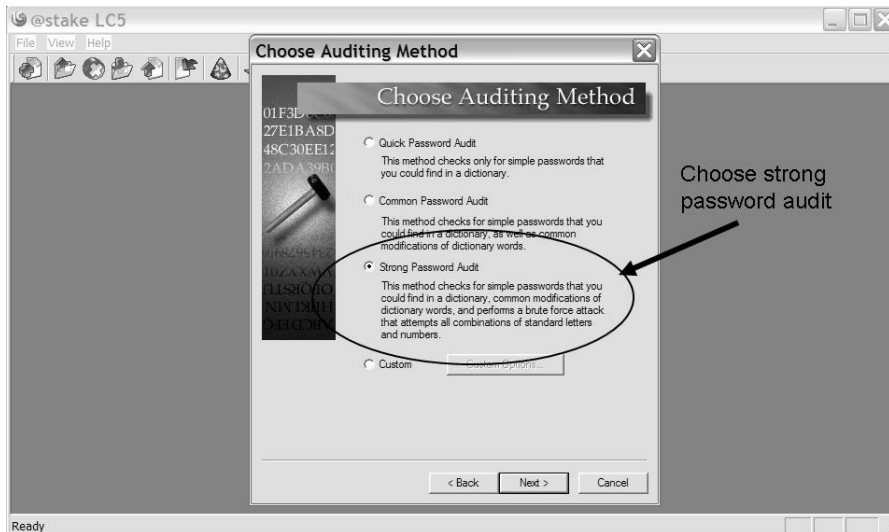 @stake LC5
File View Help
Choose Auditing Method
Choose Auditing Method
27E1BA8D
48C30EE12
2ADA39B0
Quick Password Audit
This method checks only for simple passwords that
you could find in a dictionary.
Common Password Audit
This method checks for simple passwords that you
could find in a dictionary, as well as common
modifications of dictionary words.
Strong Password Audit
This method checks for simple passwords that you
could find in a dictionary, common modifications of
dictionary words, and performs a brute force attack
that attempts all combinations of standard letters
and numbers.
Custom
Custom Options...
Choose strong
password audit
< Back
Next >
Cancel
Ready